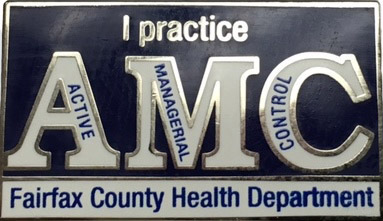 I practice
AMC
ACTIVE
MANAGERIAL
CONTROL
Fairfax County Health Department